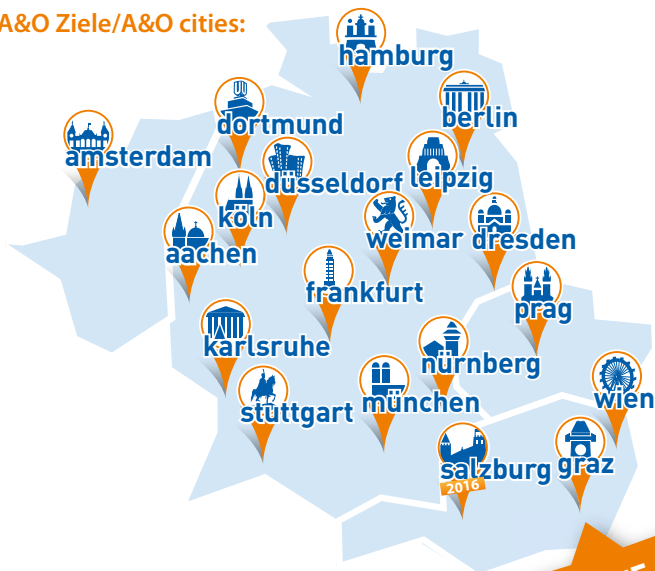 A&O Ziele/A&O cities:
hamburg
berlin
dortmund
amsterdam
düsseldorf
leipzig
köln
weimar
dresden
aachen
frankfurt
prag
karlsruhe
nürnberg
stuttgart
münchen
wien
salzburg
graz
2016